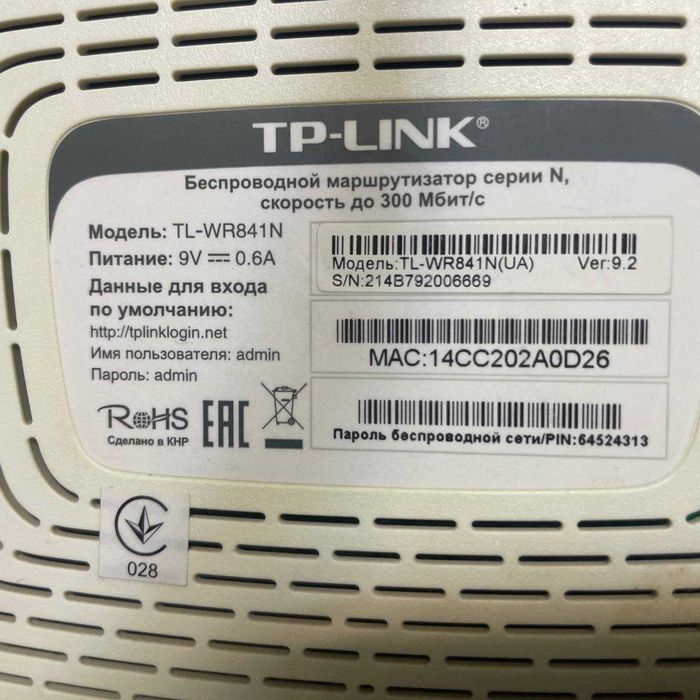 TP-LINK®
Беспроводной маршрутизатор серии N,
скорость до 300 Мбит/с
Модель: TL-WR841N
Питание: 9V ⎓ 0.6A
Данные для входа
по умолчанию:
http://tplinklogin.net
Имя пользователя: admin
Пароль: admin
RoHS
Сделано в КНР
EAC
Модель:TL-WR841N(UA) Ver:9.2
S/N:214B792006669
MAC:14CC202A0D26
Пароль беспроводной сети/PIN:64524313
028